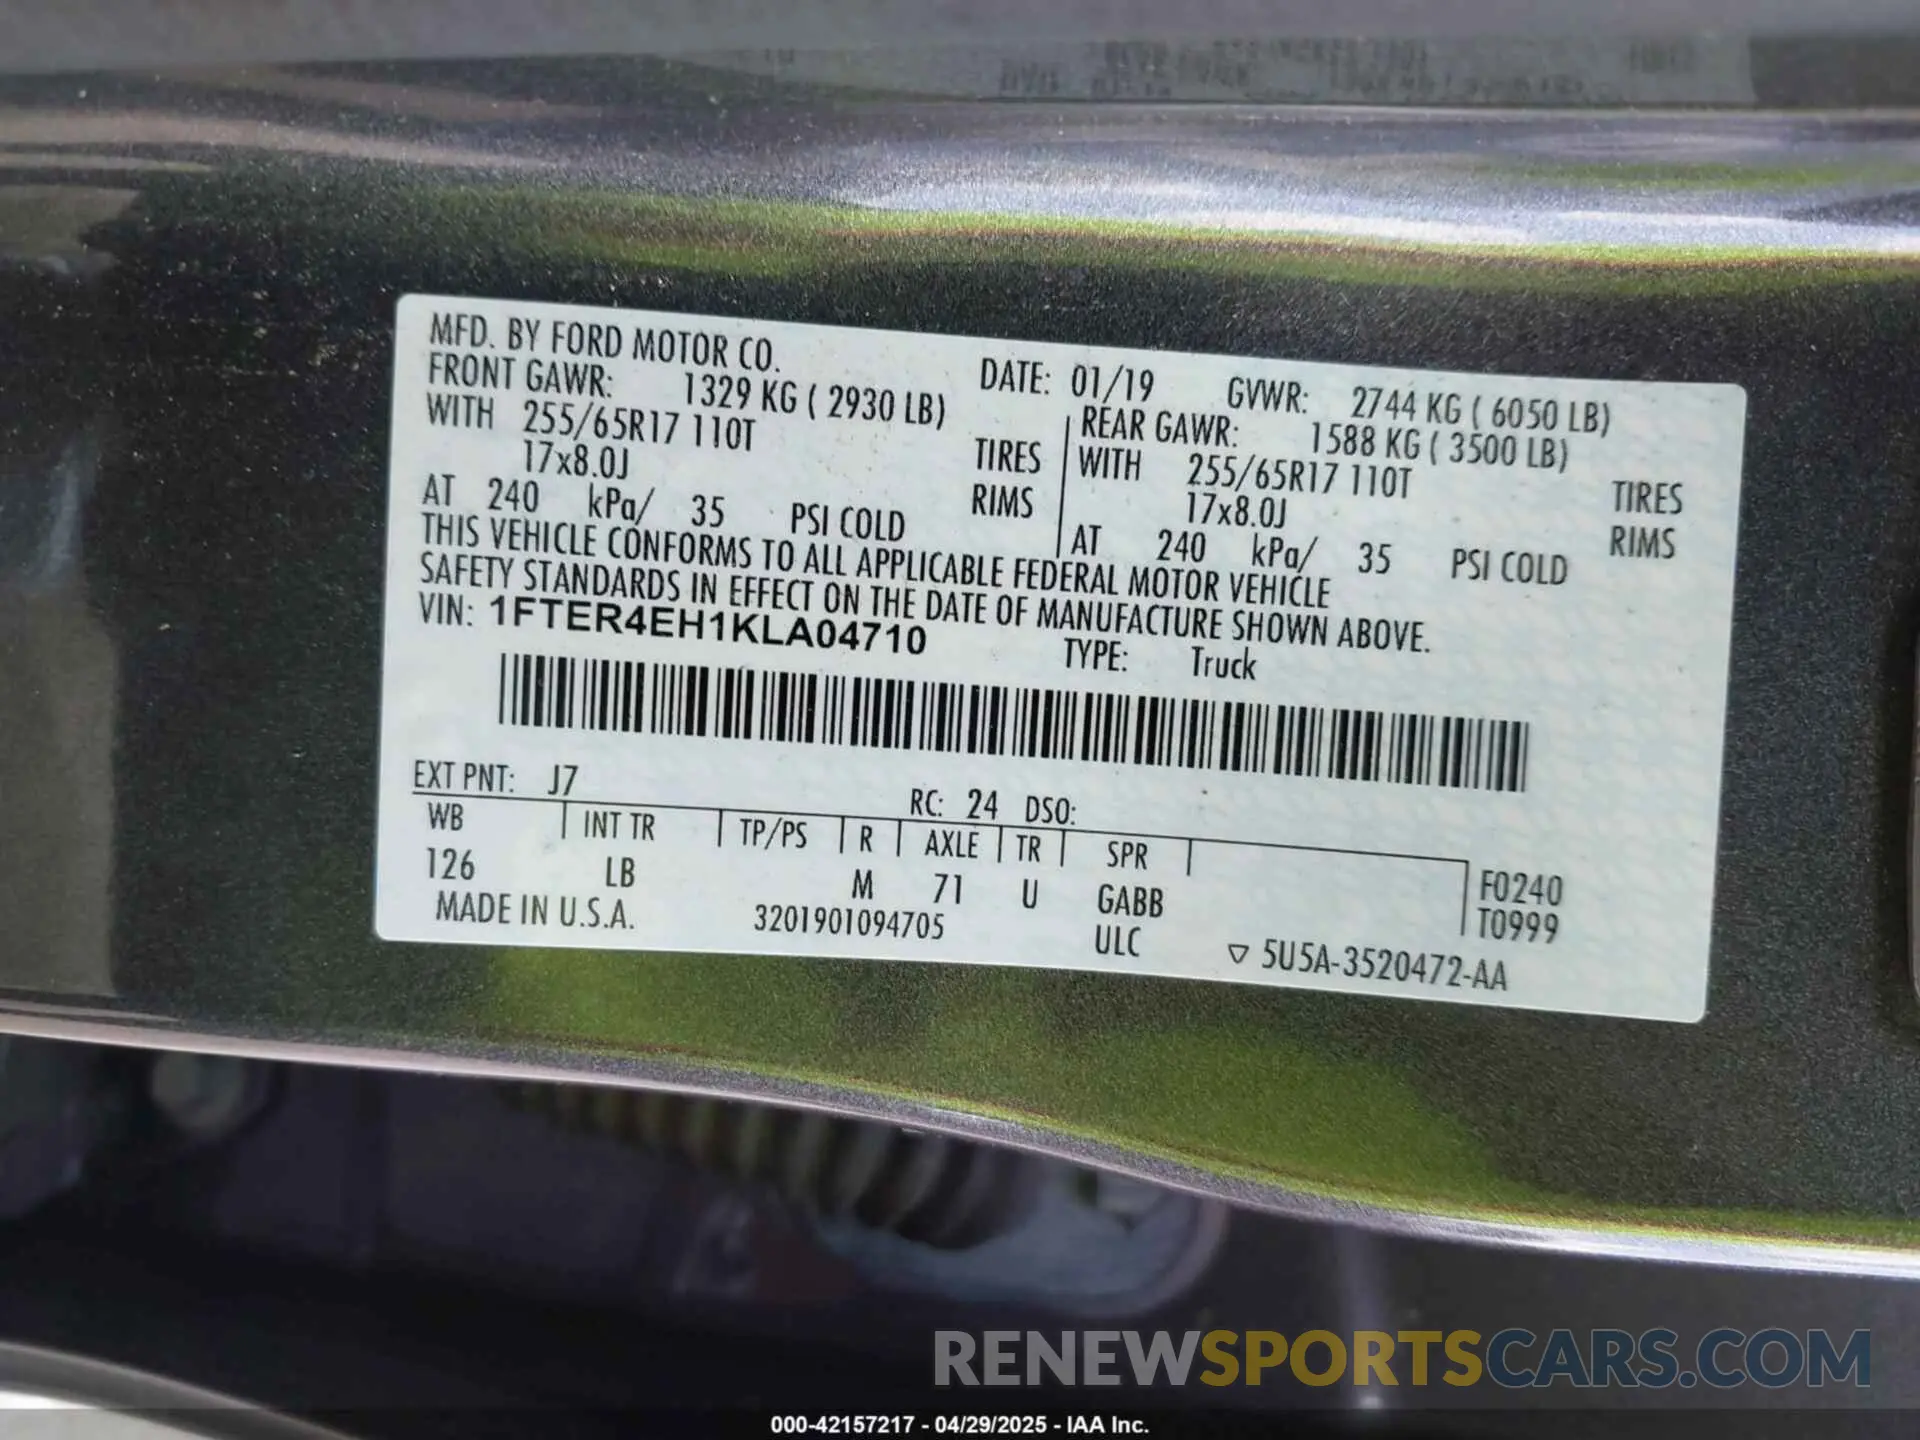 MFD. BY FORD MOTOR CO.
DATE: 01/19 GVWR: 2744 KG ( 6050 LB)
FRONT GAWR: 1329 KG ( 2930 LB)
WITH 255/65R17 110T TIRES
17x8.0J RIMS
AT 240 kPa/ 35 PSI COLD
REAR GAWR: 1588 KG ( 3500 LB)
WITH 255/65R17 110T TIRES
17x8.0J RIMS
AT 240 kPa/ 35 PSI COLD
THIS VEHICLE CONFORMS TO ALL APPLICABLE FEDERAL MOTOR VEHICLE
SAFETY STANDARDS IN EFFECT ON THE DATE OF MANUFACTURE SHOWN ABOVE.
VIN: 1FTER4EH1KLA04710 TYPE: Truck
EXT PNT: J7 RC: 24 DSO:
WB INT TR TP/PS R AXLE TR SPR
126 LB M 71 U GABB F0240
MADE IN U.S.A. 3201901094705 ULC T0999
▽ 5U5A-3520472-AA
RENEWSPORTSCARS.COM
000-42157217 - 04/29/2025 - IAA Inc.